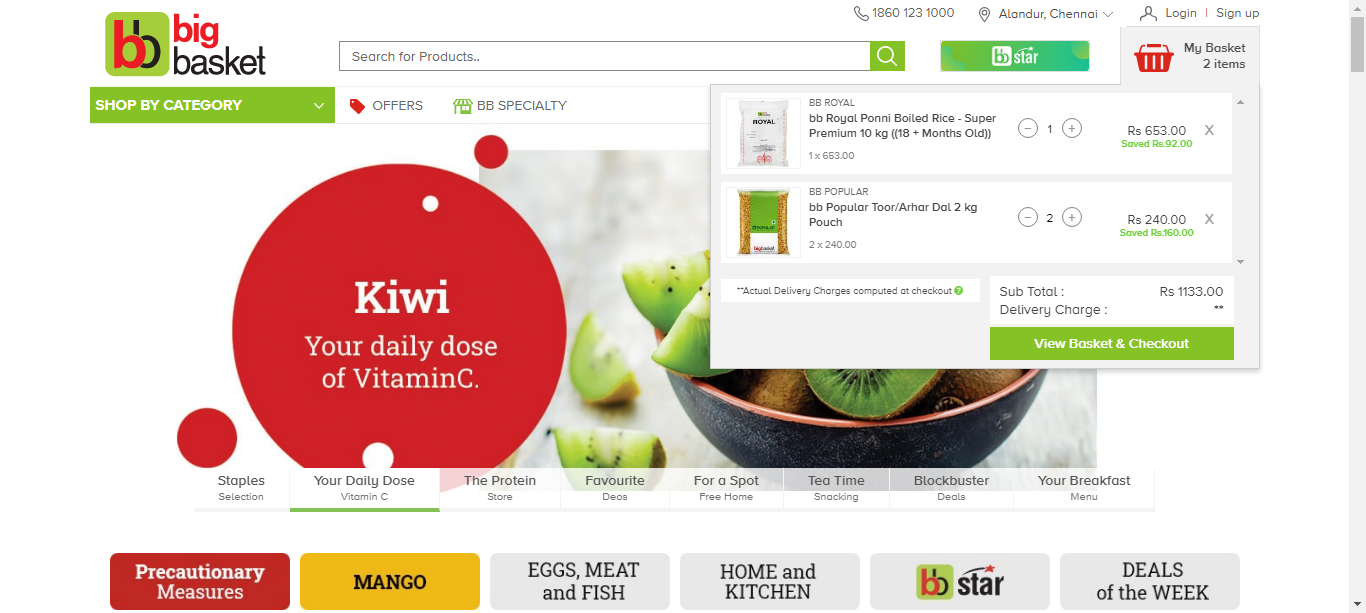 1860 123 1000
Alandur, Chennai
Login | Sign up
bb big basket
Search for Products..
bb star
My Basket
2 items
SHOP BY CATEGORY
OFFERS
BB SPECIALTY
BB ROYAL
bb Royal Ponni Boiled Rice - Super
Premium 10 kg ((18 + Months Old))
1 x 653.00
ROYAL
1
Rs 653.00
X
Saved Rs.92.00
BB POPULAR
bb Popular Toor/Arhar Dal 2 kg
Pouch
2 x 240.00
BB POPULAR
bigbasket
2
Rs 240.00
X
Saved Rs.160.00
**Actual Delivery Charges computed at checkout ?
Sub Total : Rs 1133.00
Delivery Charge : **
View Basket & Checkout
Kiwi
Your daily dose
of VitaminC.
Staples
Selection
Your Daily Dose
Vitamin C
The Protein
Store
Favourite
Deos
For a Spot
Free Home
Tea Time
Snacking
Blockbuster
Deals
Your Breakfast
Menu
Precautionary
Measures
MANGO
EGGS, MEAT
and FISH
HOME and
KITCHEN
bb star
DEALS
of the WEEK